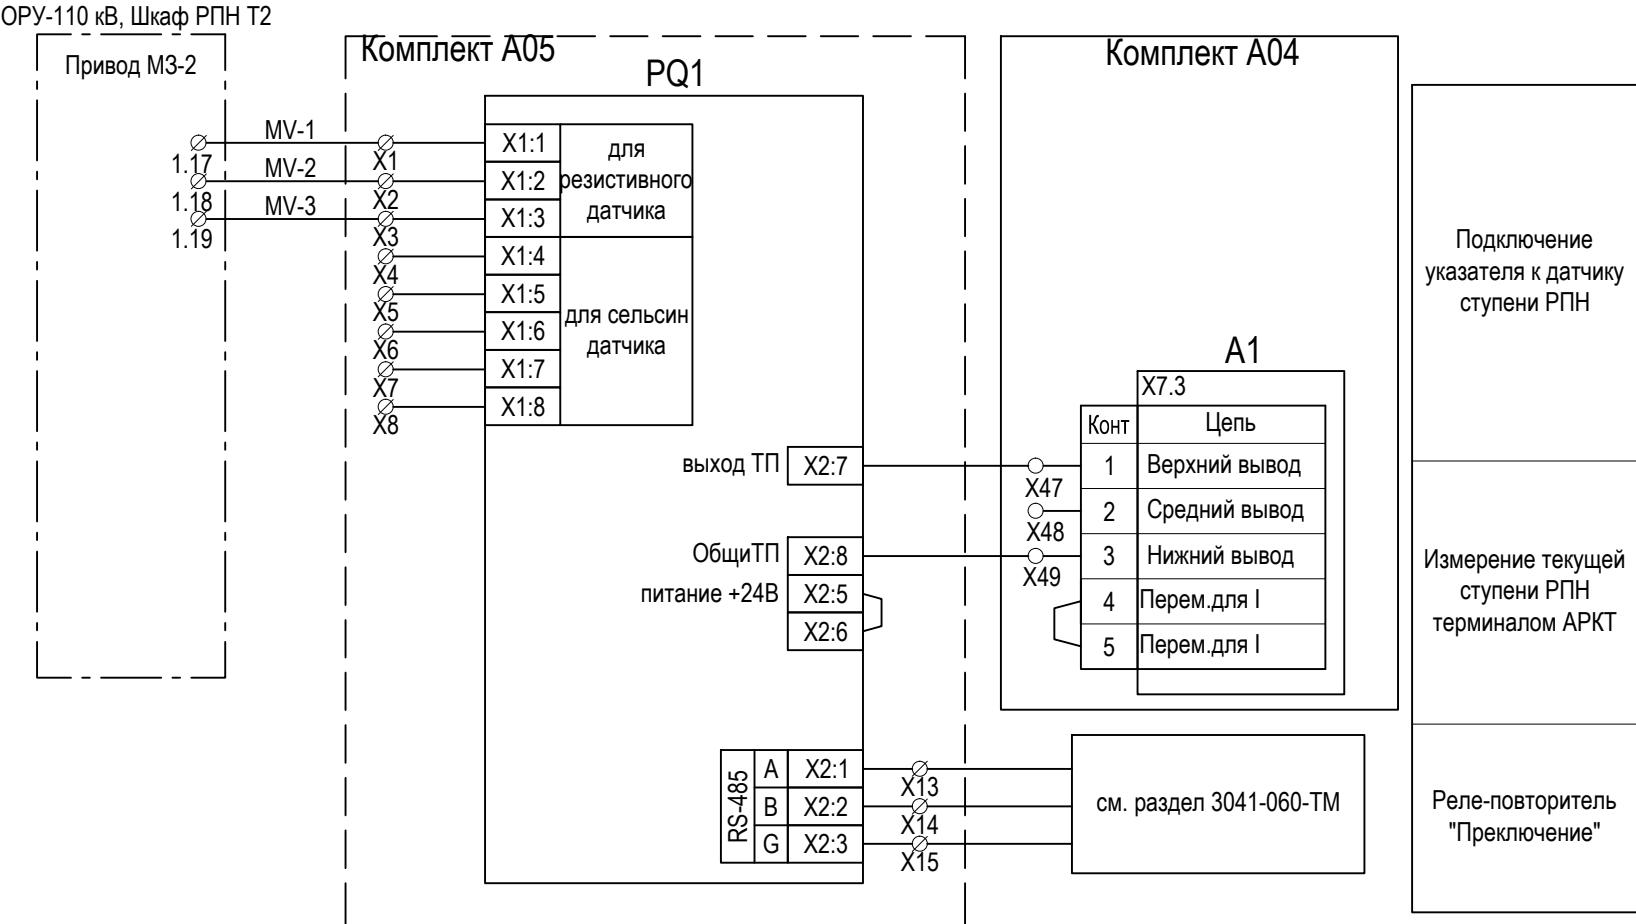 ОРУ-110 кВ, Шкаф РПН Т2
Привод МЗ-2
Комплект А05
PQ1
Комплект А04
MV-1
MV-2
MV-3
1.17
1.18
1.19
X1
X2
X3
X4
X5
X6
X7
X8
X1:1
X1:2
X1:3
X1:4
X1:5
X1:6
X1:7
X1:8
для
резистивного
датчика
для сельсин
датчика
выход ТП
X2:7
ОбщиТП
X2:8
питание +24В
X2:5
X2:6
RS-485
A
X2:1
B
X2:2
G
X2:3
X13
X14
X15
X47
X48
X49
A1
X7.3
Конт
Цепь
1
Верхний вывод
2
Средний вывод
3
Нижний вывод
4
Перем.для I
5
Перем.для I
см. раздел 3041-060-ТМ
Подключение
указателя к датчику
ступени РПН
Измерение текущей
ступени РПН
терминалом АРКТ
Реле-повторитель
"Преключение"